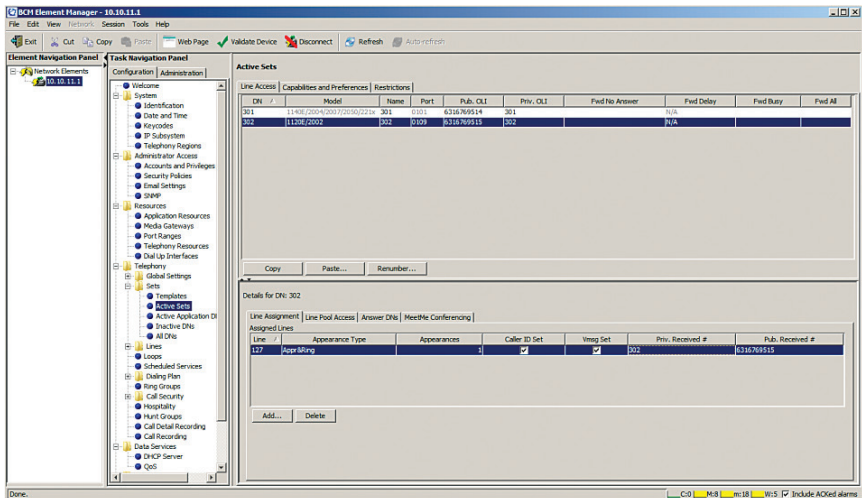 BCM Element Manager - 10.10.11.1
File Edit View Network Session Tools Help
Exit Cut Copy Paste Web Page Validate Device Disconnect Refresh Auto-refresh
Element Navigation Panel
Network Elements
10.10.11.1
Task Navigation Panel
Configuration Administration
Welcome
System
Identification
Date and Time
Keycodes
IP Subsystem
Telephony Regions
Administrator Access
Accounts and Privileges
Security Policies
Email Settings
SNMP
Resources
Application Resources
Media Gateways
Port Ranges
Telephony Resources
Dial Up Interfaces
Telephony
Global Settings
Sets
Templates
Active Sets
Active Application D
Inactive DNs
All DNs
Lines
Loops
Scheduled Services
Dialing Plan
Ring Groups
Call Security
Hospitality
Hunt Groups
Call Detail Recording
Call Recording
Data Services
DHCP Server
QoS
Active Sets
Line Access Capabilities and Preferences Restrictions
DN Model Name Port Pub. OLI Priv. OLI Fwd No Answer Fwd Delay Fwd Busy Fwd All
301 1140E/2004/2007/2050/221x 301 0101 6316769514 301 N/A
302 1120E/2002 302 0109 6316769515 302 N/A
Copy Paste... Renumber...
Details for DN: 302
Line Assignment Line Pool Access Answer DNs MeetMe Conferencing
Assigned Lines
Line Appearance Type Appearances Caller ID Set Vmsg Set Priv. Received # Pub. Received #
127 Appr&Ring 1 302 6316769515
Add... Delete
Done. C:0 M:8 m:18 W:5 Include ACKed alarms